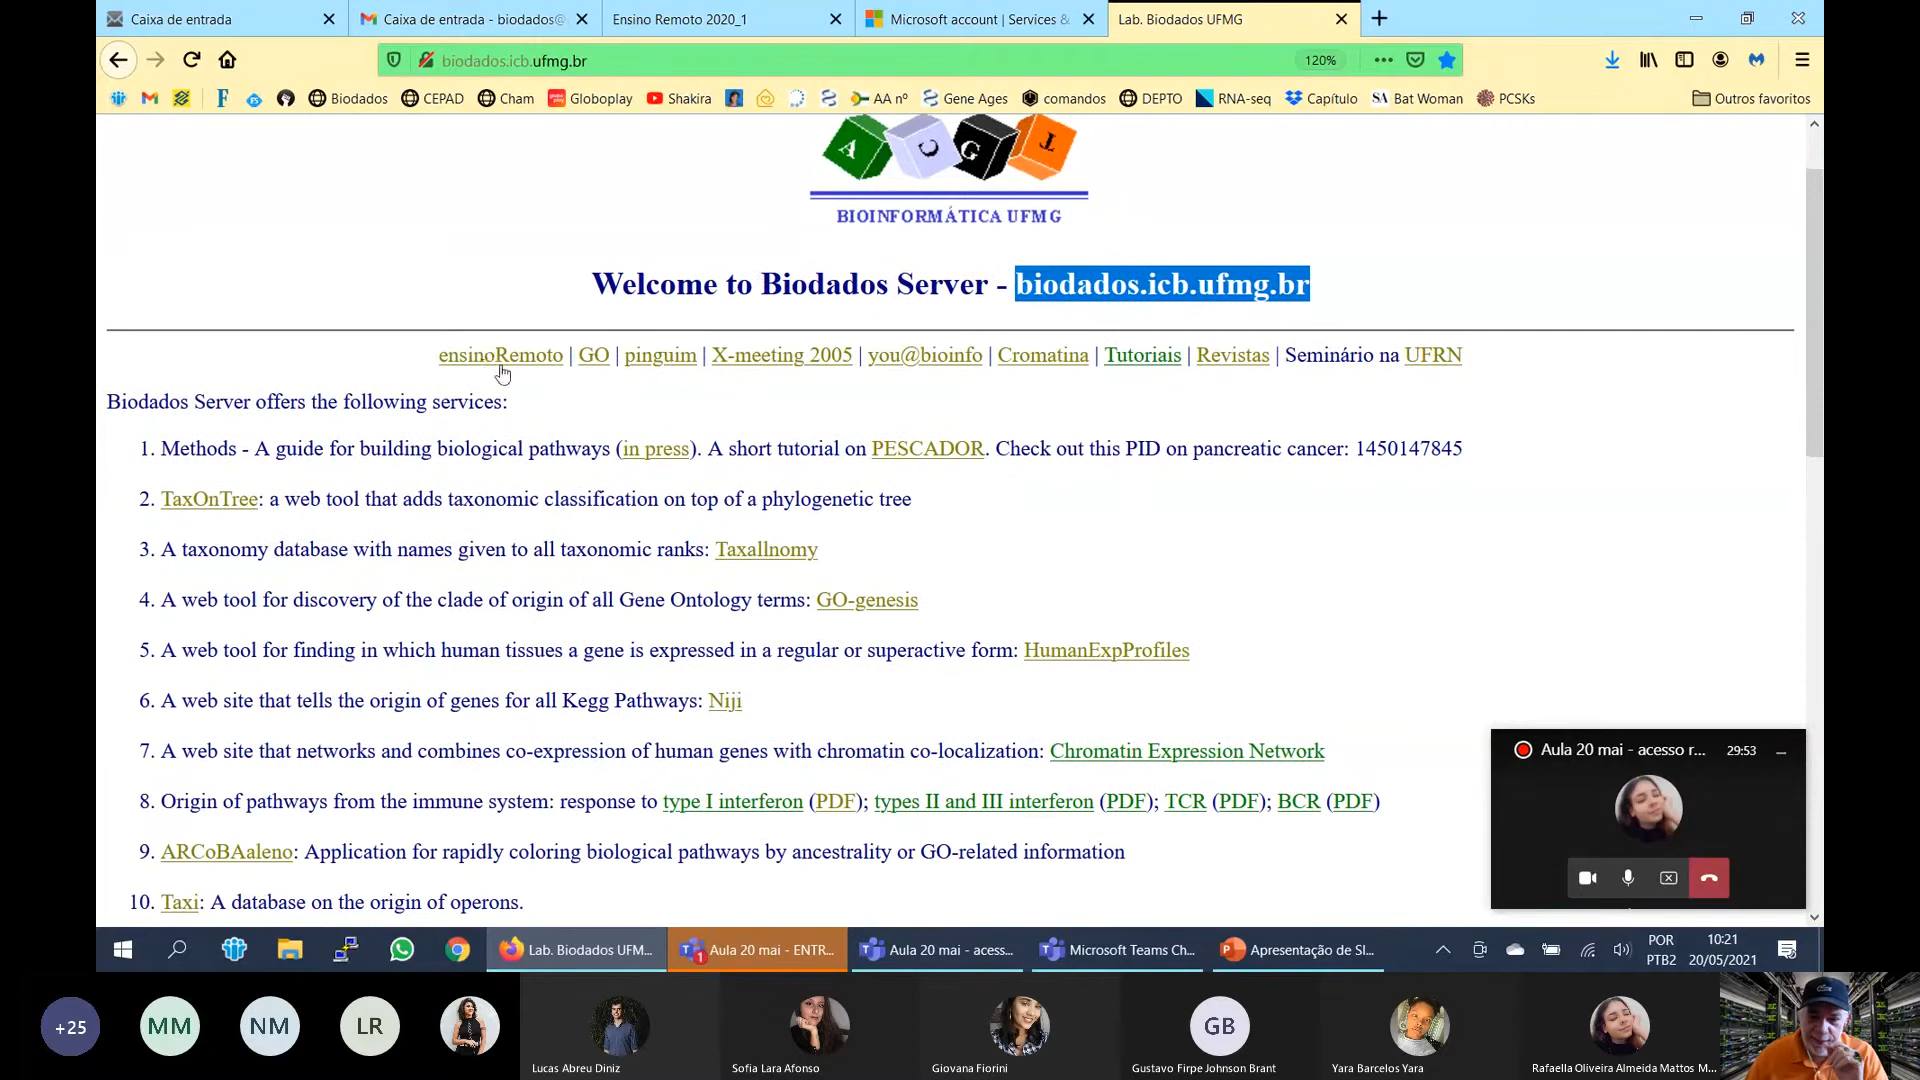 Caixa de entrada
Caixa de entrada - biodados@
Ensino Remoto 2020_1
Microsoft account | Services &
Lab. Biodados UFMG
biodados.icb.ufmg.br
120%
Biodados
CEPAD
Cham
Globoplay
Shakira
AA nº
Gene Ages
comandos
DEPTO
RNA-seq
Capítulo
SA Bat Woman
PCSKs
Outros favoritos
A C G T
BIOINFORMÁTICA UFMG
Welcome to Biodados Server - biodados.icb.ufmg.br
ensinoRemoto | GO | pinguim | X-meeting 2005 | you@bioinfo | Cromatina | Tutoriais | Revistas | Seminário na UFRN
Biodados Server offers the following services:
1. Methods - A guide for building biological pathways (in press). A short tutorial on PESCADOR. Check out this PID on pancreatic cancer: 1450147845
2. TaxOnTree: a web tool that adds taxonomic classification on top of a phylogenetic tree
3. A taxonomy database with names given to all taxonomic ranks: Taxallnomy
4. A web tool for discovery of the clade of origin of all Gene Ontology terms: GO-genesis
5. A web tool for finding in which human tissues a gene is expressed in a regular or superactive form: HumanExpProfiles
6. A web site that tells the origin of genes for all Kegg Pathways: Niji
7. A web site that networks and combines co-expression of human genes with chromatin co-localization: Chromatin Expression Network
8. Origin of pathways from the immune system: response to type I interferon (PDF); types II and III interferon (PDF); TCR (PDF); BCR (PDF)
9. ARCoBAaleno: Application for rapidly coloring biological pathways by ancestrality or GO-related information
10. Taxi: A database on the origin of operons.
Aula 20 mai - acesso r...
29:53
Lab. Biodados UFM...
1
Aula 20 mai - ENTR...
Aula 20 mai - acess...
Microsoft Teams Ch...
Apresentação de Sl...
POR
PTB2
10:21
20/05/2021
+25
MM
NM
LR
GB
Lucas Abreu Diniz
Sofia Lara Afonso
Giovana Fiorini
Gustavo Firpe Johnson Brant
Yara Barcelos Yara
Rafaella Oliveira Almeida Mattos M...